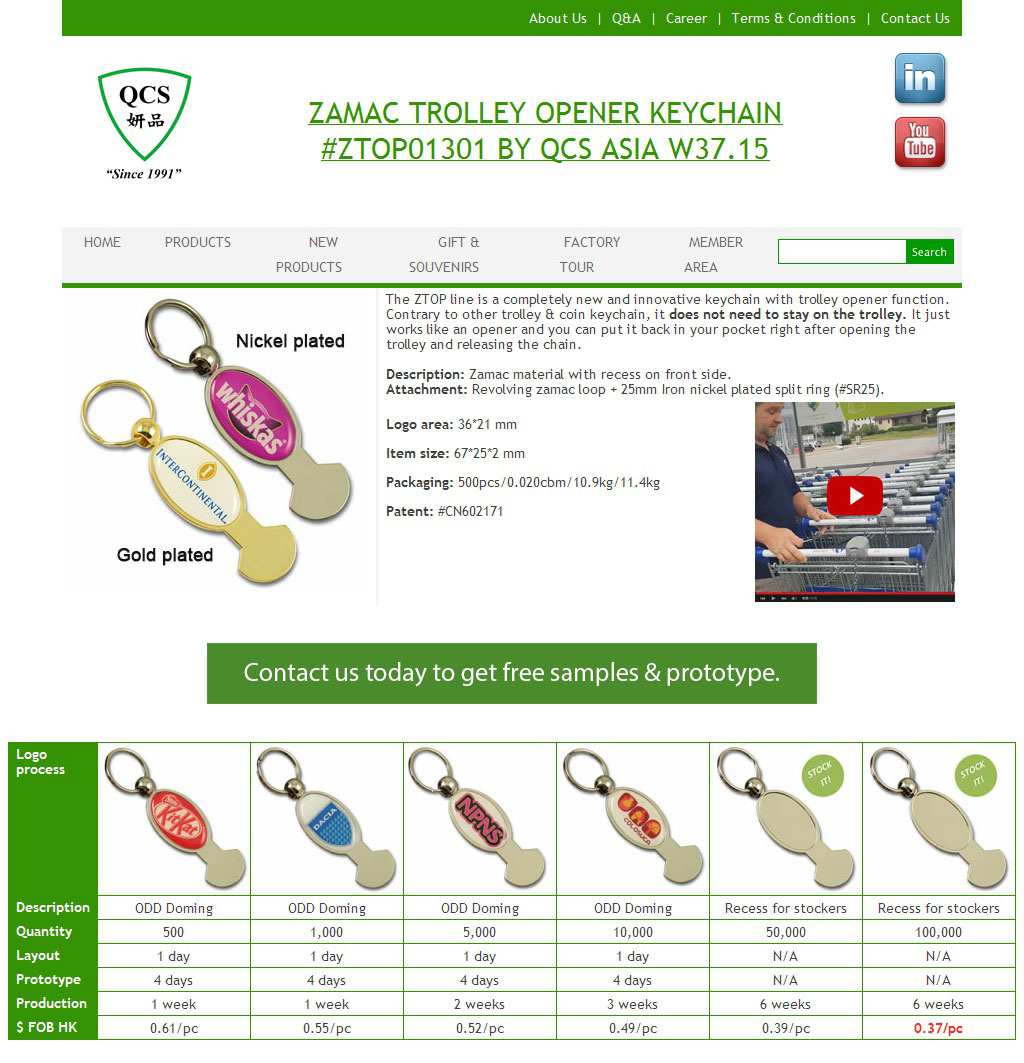 About Us | Q&A | Career | Terms & Conditions | Contact Us
QCS
妍品
“Since 1991”
ZAMAC TROLLEY OPENER KEYCHAIN
#ZTOP01301 BY QCS ASIA W37.15
in
You
Tube
HOME PRODUCTS NEW PRODUCTS GIFT & SOUVENIRS FACTORY TOUR MEMBER AREA Search
Nickel plated
whiskas
INTERCONTINENTAL
Gold plated
The ZTOP line is a completely new and innovative keychain with trolley opener function.
Contrary to other trolley & coin keychain, it does not need to stay on the trolley. It just
works like an opener and you can put it back in your pocket right after opening the
trolley and releasing the chain.
Description: Zamac material with recess on front side.
Attachment: Revolving zamac loop + 25mm Iron nickel plated split ring (#SR25).
Logo area: 36*21 mm
Item size: 67*25*2 mm
Packaging: 500pcs/0.020cbm/10.9kg/11.4kg
Patent: #CN602171
Contact us today to get free samples & prototype.
Logo
process
KitKat
DACIA
NPNS
COLOSUGA
STOCK
IT!
STOCK
IT!
Description ODD Doming ODD Doming ODD Doming ODD Doming Recess for stockers Recess for stockers
Quantity 500 1,000 5,000 10,000 50,000 100,000
Layout 1 day 1 day 1 day 1 day N/A N/A
Prototype 4 days 4 days 4 days 4 days N/A N/A
Production 1 week 1 week 2 weeks 3 weeks 6 weeks 6 weeks
$ FOB HK 0.61/pc 0.55/pc 0.52/pc 0.49/pc 0.39/pc 0.37/pc